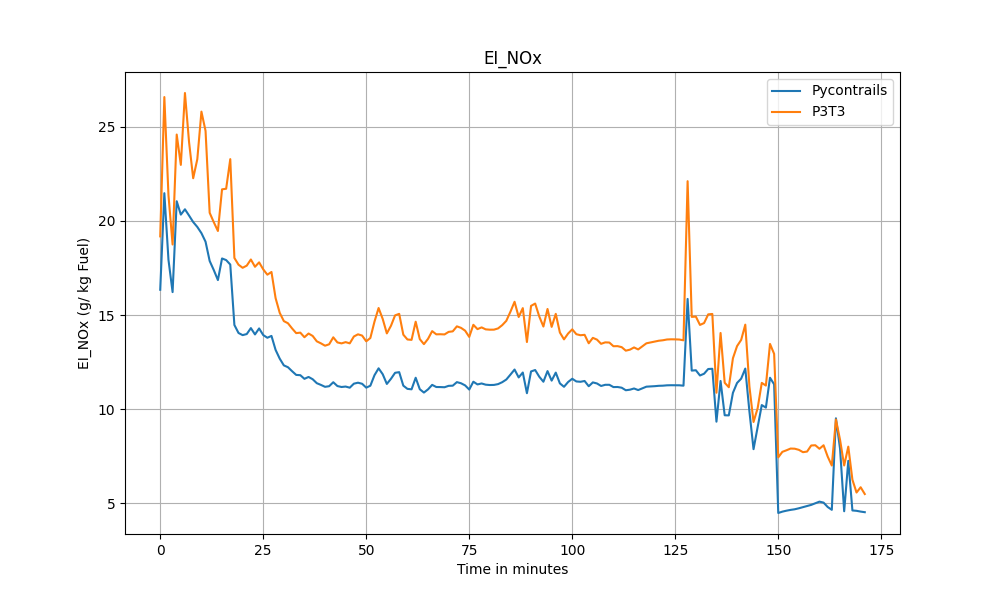 EI_NOx
Pycontrails
P3T3
EI_NOx (g/ kg Fuel)
25
20
15
10
5
0 25 50 75 100 125 150 175
Time in minutes